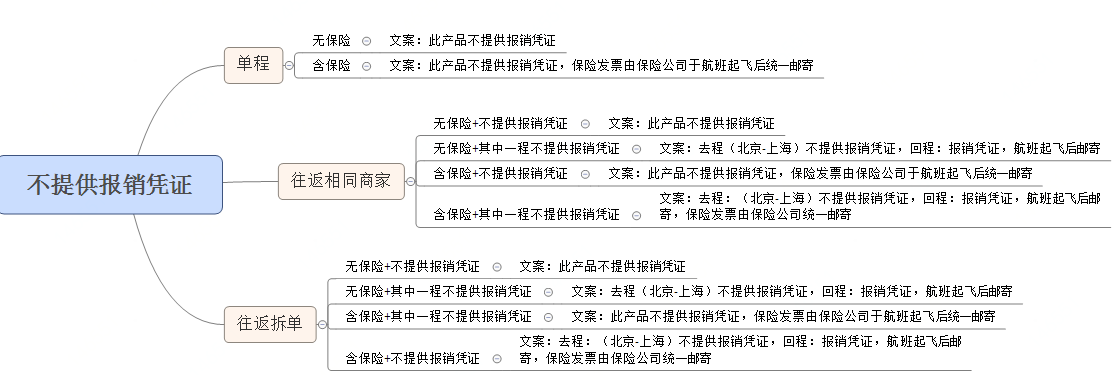 无保险 文案：此产品不提供报销凭证
单程
含保险 文案：此产品不提供报销凭证，保险发票由保险公司于航班起飞后统一邮寄
无保险+不提供报销凭证 文案：此产品不提供报销凭证
无保险+其中一程不提供报销凭证 文案：去程（北京-上海）不提供报销凭证，回程：报销凭证，航班起飞后邮寄
不提供报销凭证
往返相同商家
含保险+不提供报销凭证 文案：此产品不提供报销凭证，保险发票由保险公司于航班起飞后统一邮寄
含保险+其中一程不提供报销凭证 文案：去程：（北京-上海）不提供报销凭证，回程：报销凭证，航班起飞后邮
寄，保险发票由保险公司统一邮寄
无保险+不提供报销凭证 文案：此产品不提供报销凭证
无保险+其中一程不提供报销凭证 文案：去程（北京-上海）不提供报销凭证，回程：报销凭证，航班起飞后邮寄
往返拆单
含保险+其中一程不提供报销凭证 文案：此产品不提供报销凭证，保险发票由保险公司于航班起飞后统一邮寄
含保险+不提供报销凭证 文案：去程：（北京-上海）不提供报销凭证，回程：报销凭证，航班起飞后邮
寄，保险发票由保险公司统一邮寄